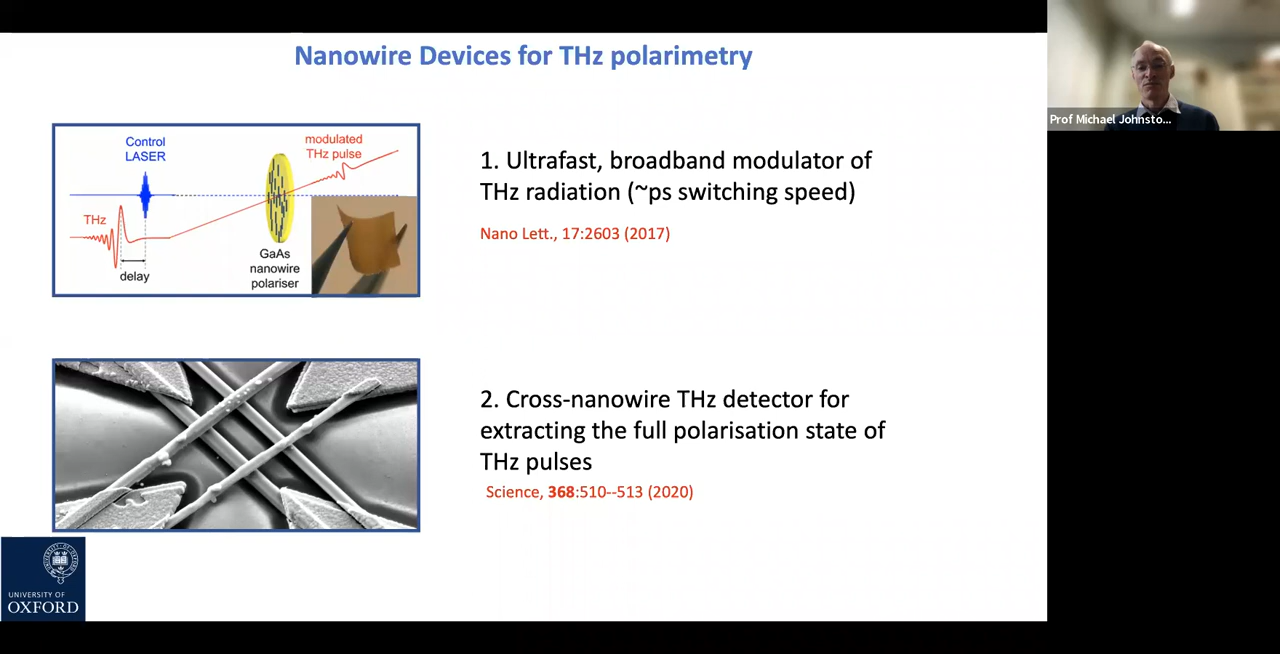 Nanowire Devices for THz polarimetry
Prof Michael Johnsto...
Control
LASER
modulated
THz pulse
THz
delay
GaAs
nanowire
polariser
1. Ultrafast, broadband modulator of
THz radiation (~ps switching speed)
Nano Lett., 17:2603 (2017)
2. Cross-nanowire THz detector for
extracting the full polarisation state of
THz pulses
Science, 368:510--513 (2020)
UNIVERSITY OF
OXFORD